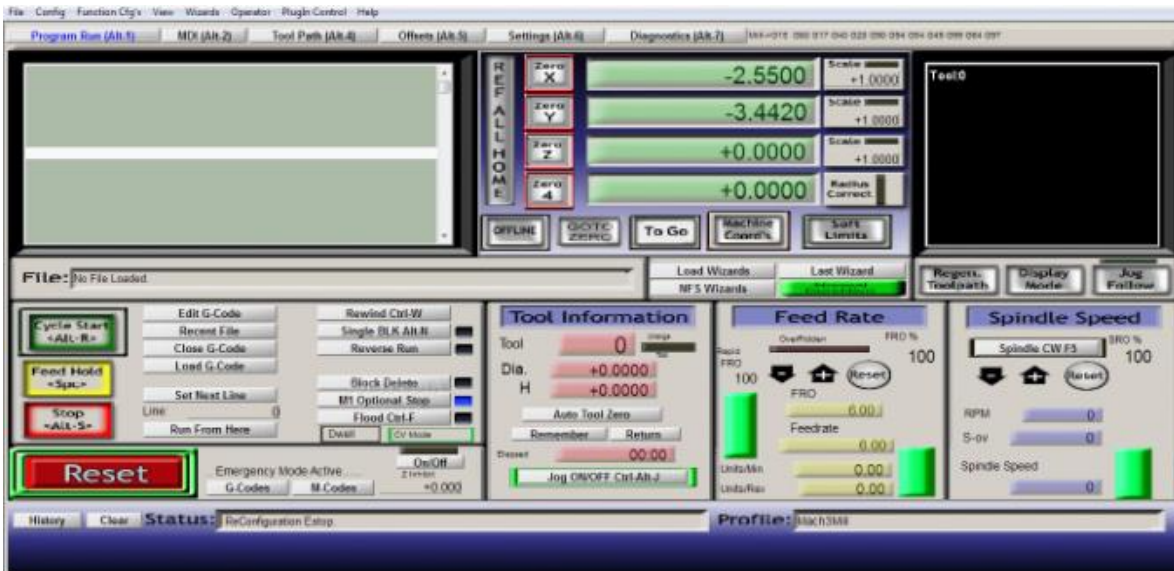 File Config Function Cfg's View Wizards Operator PlugIn Control Help
Program Run (Alt-1) MDI (Alt-2) Tool Path (Alt-4) Offsets (Alt-5) Settings (Alt-6) Diagnostics (Alt-7)
REF ALL HOME
Zero X -2.5500 Scale +1.0000
Zero Y -3.4420 Scale +1.0000
Zero Z +0.0000 Scale +1.0000
Zero 4 +0.0000 Radius Correct
OFFLINE GOTO ZERO To Go Machine Coord's Soft Limits
Tool:0
File: No File Loaded.
Load Wizards Last Wizard
NFS Wizards
Regen. Toolpath Display Mode Jog Follow
Cycle Start <Alt-R>
Feed Hold <Spc>
Stop <Alt-S>
Edit G-Code
Recent File
Close G-Code
Load G-Code
Set Next Line
Line: 0
Run From Here
Rewind Ctrl-W
Single BLK Alt-N
Reverse Run
Block Delete
M1 Optional Stop
Flood Ctrl-F
Dwell CV Mode
Reset
Emergency Mode Active
G-Codes M-Codes
On/Off
Z Inhibit
+0.000
Tool Information
Tool 0
Dia. +0.0000
H +0.0000
Auto Tool Zero
Remember Return
Elapsed 00:00
Jog ON/OFF Ctrl-Alt-J
Feed Rate
OverRidden FRO %
100
Rapid FRO
100
Reset
FRO
6.00
Feedrate
6.00
Units/Min 0.00
Units/Rev 0.00
Spindle Speed
Spindle CW F5
SRO %
100
Reset
RPM 0
S-ov 0
Spindle Speed
0
History Clear Status: ReConfiguration Estop.
Profile: Mach3Mill